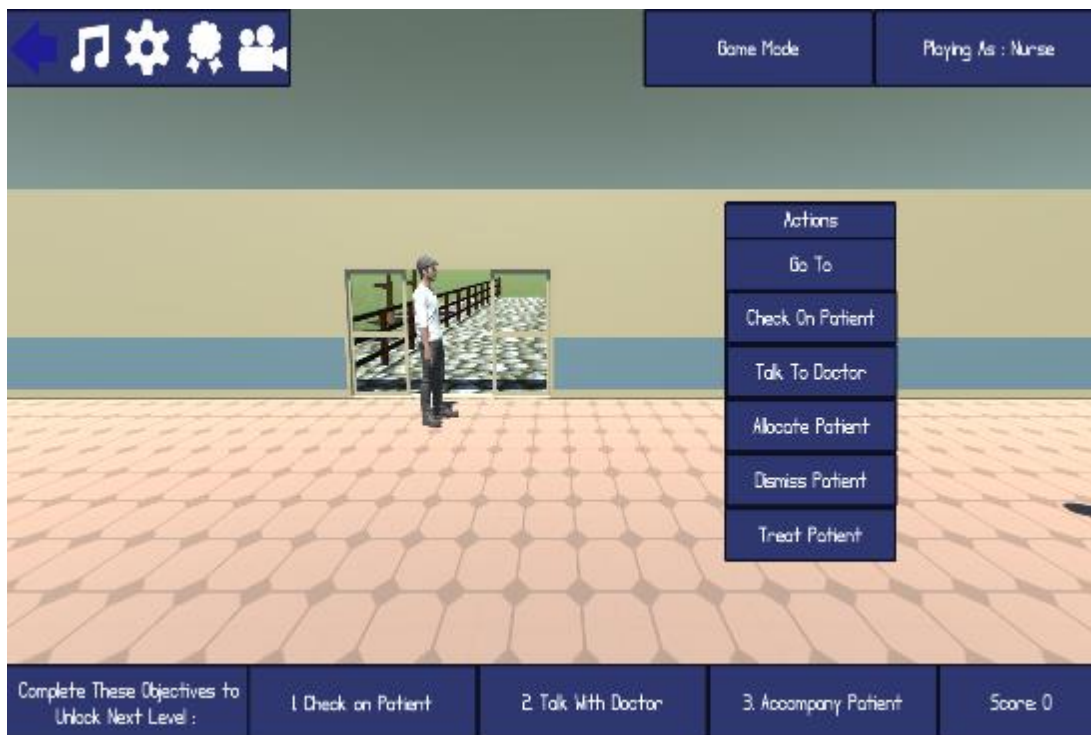 Game Mode
Playing As : Nurse
Actions
Go To
Check On Patient
Talk To Doctor
Allocate Patient
Dismiss Patient
Treat Patient
Complete These Objectives to
Unlock Next Level :
1. Check on Patient
2. Talk With Doctor
3. Accompany Patient
Score: 0